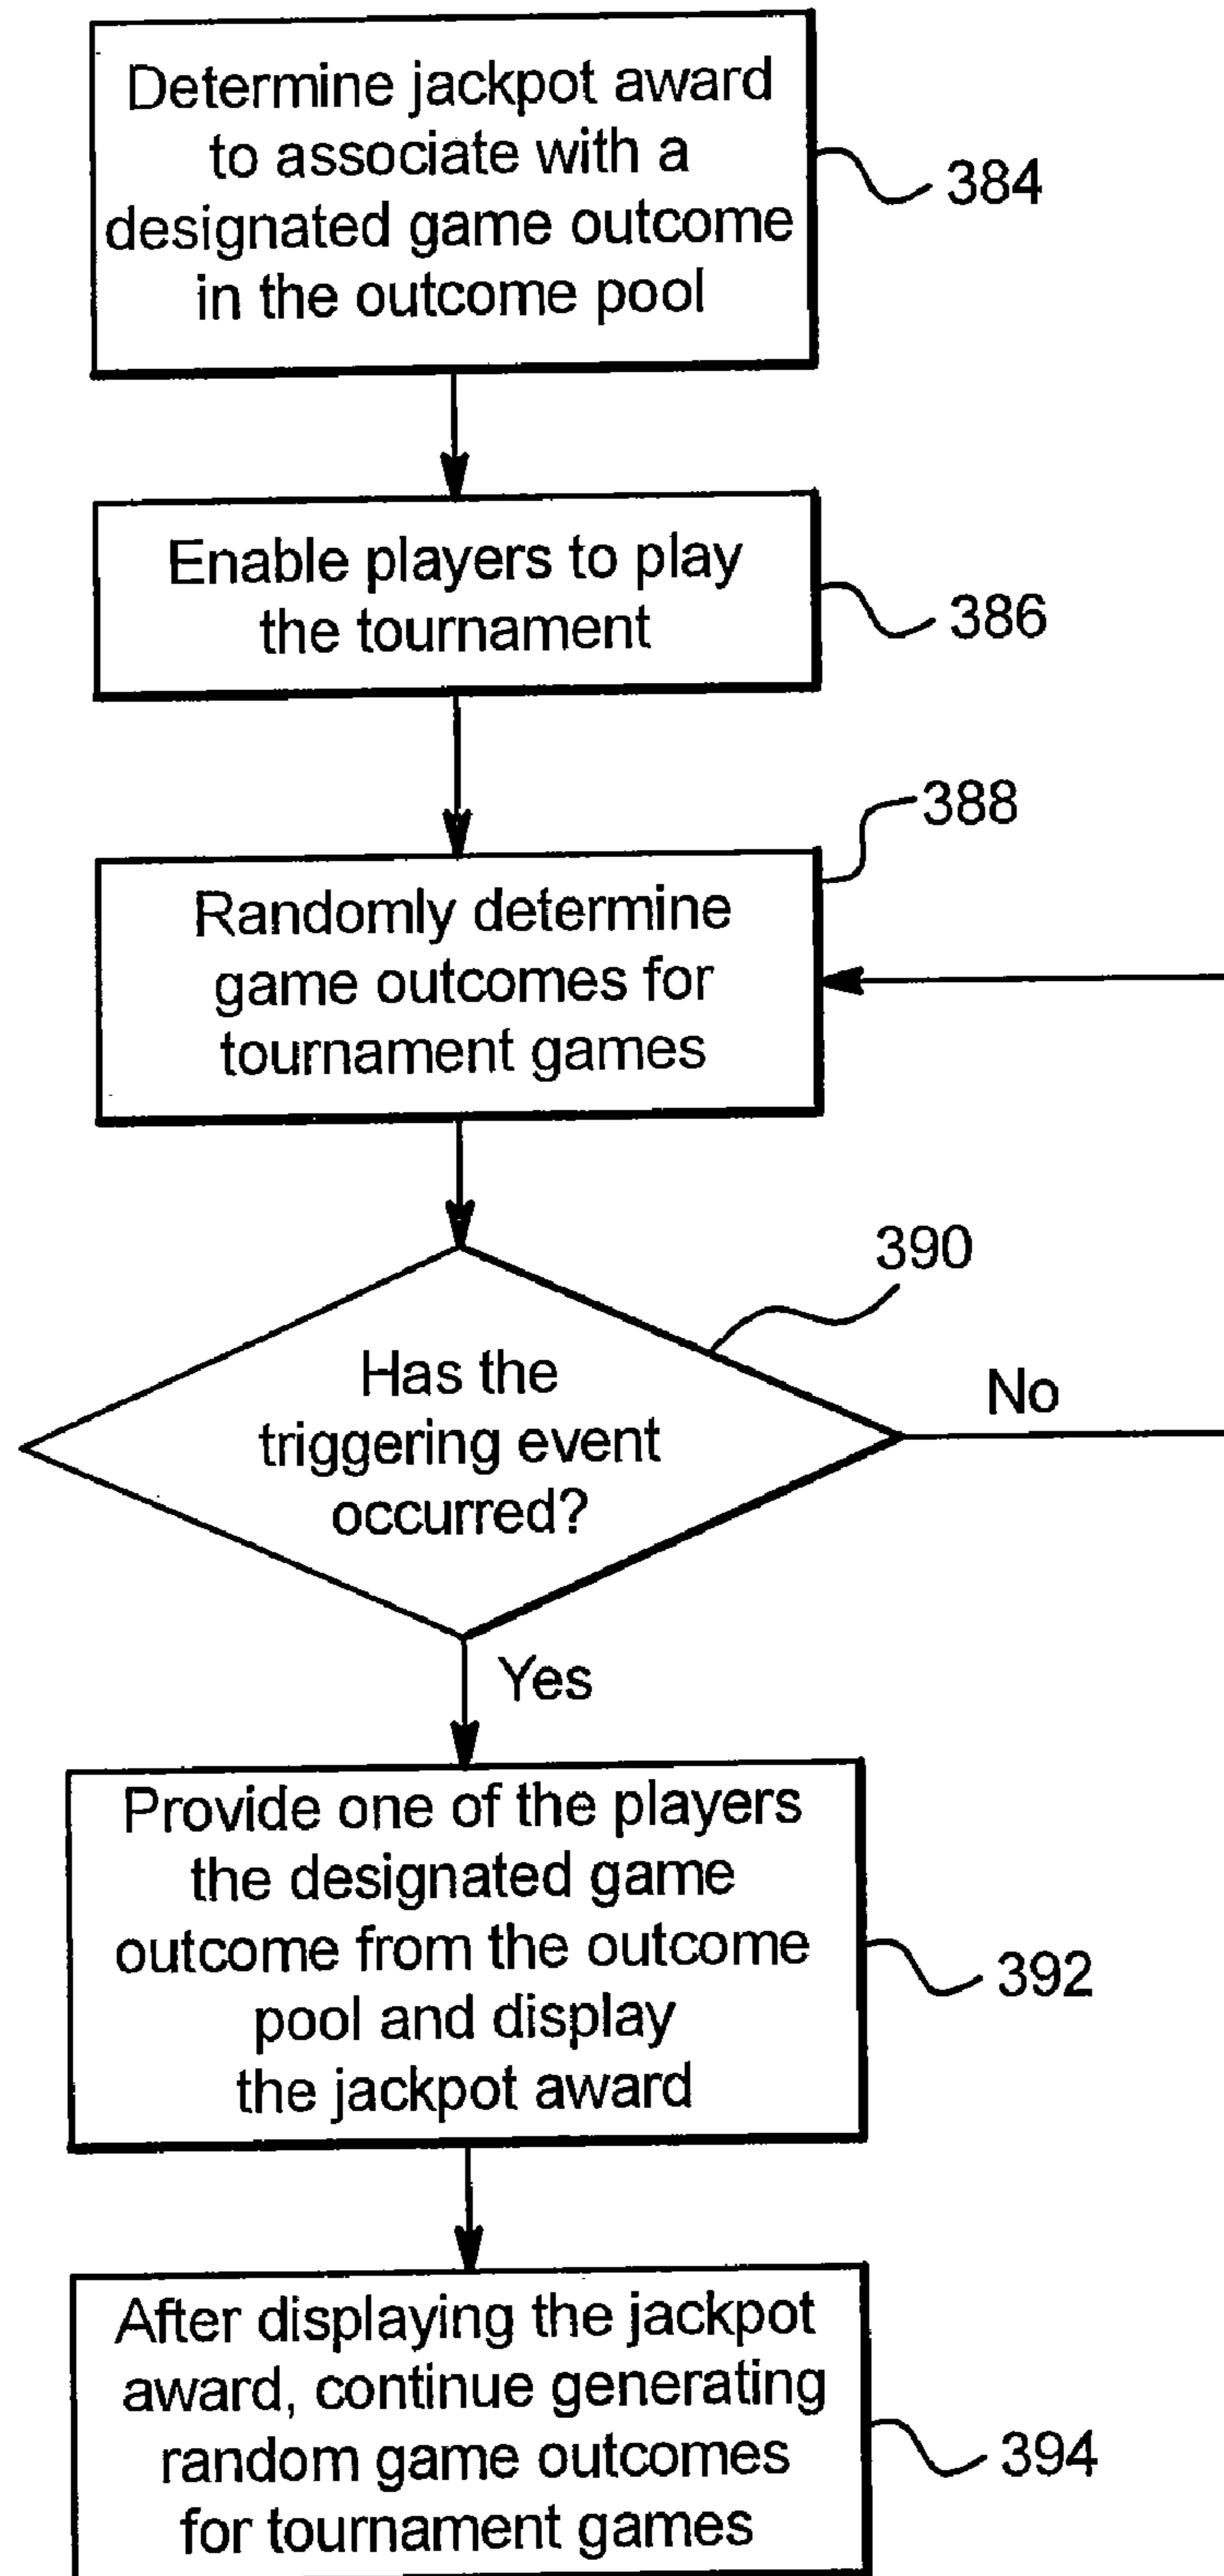 Determine jackpot award
to associate with a
designated game outcome
in the outcome pool
384
Enable players to play
the tournament
386
388
Randomly determine
game outcomes for
tournament games
390
Has the
triggering event
occurred?
No
Yes
Provide one of the players
the designated game
outcome from the outcome
pool and display
the jackpot award
392
After displaying the jackpot
award, continue generating
random game outcomes
for tournament games
394